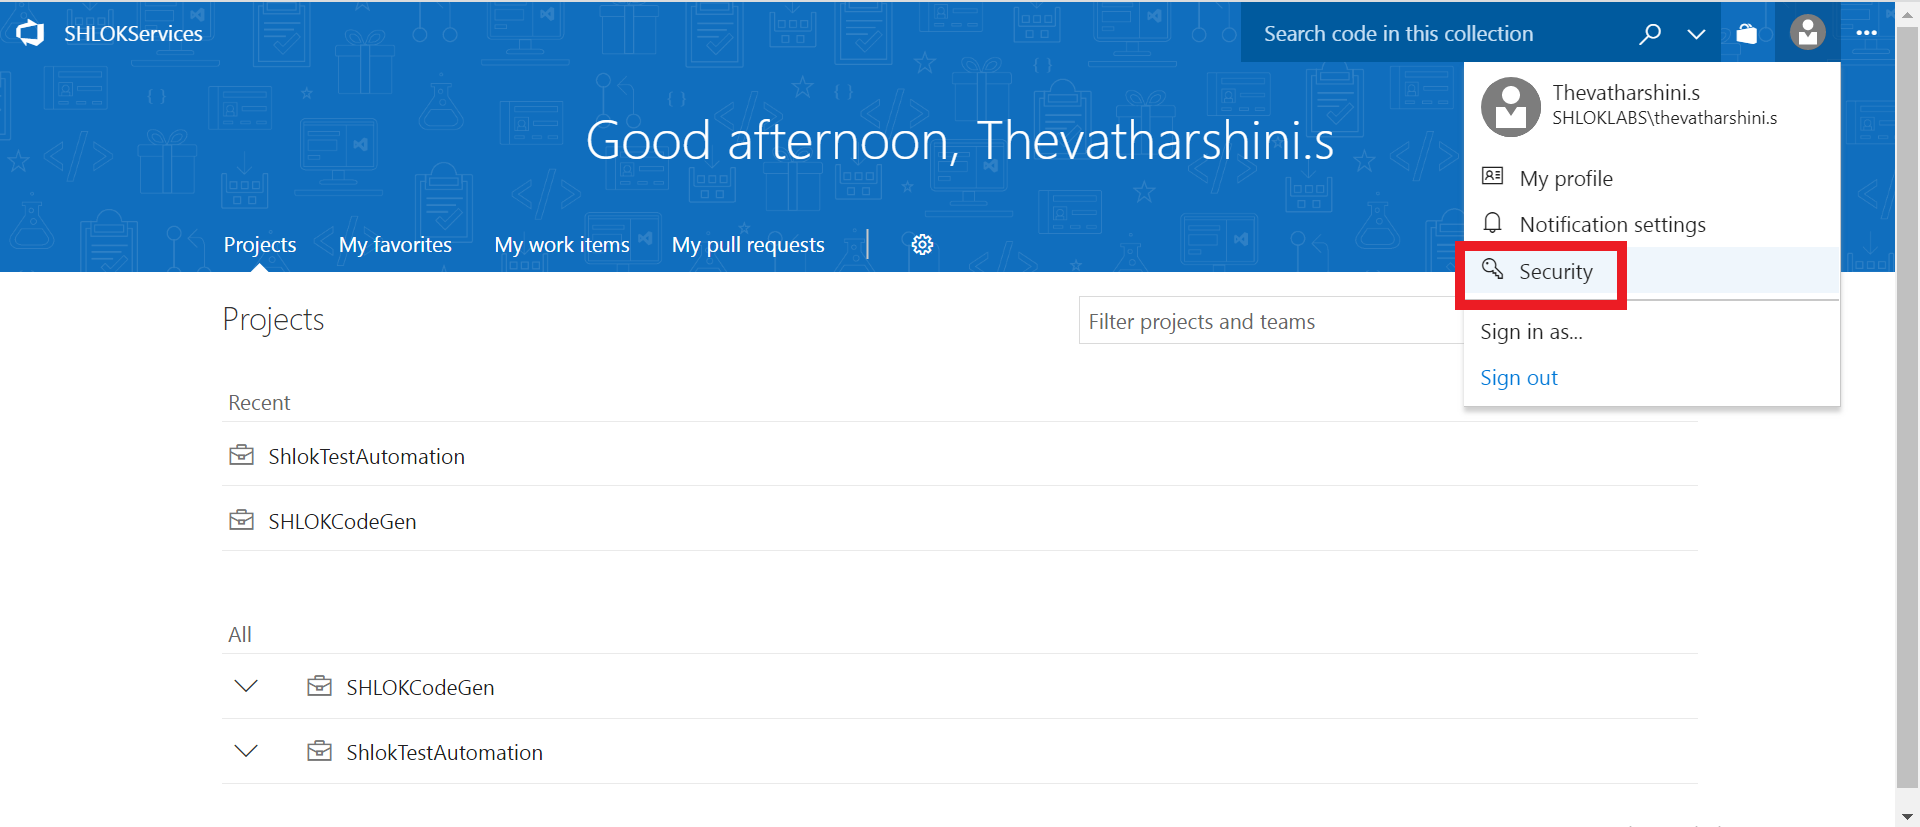 SHLOKServices
Search code in this collection
Thevatharshini.s
SHLOKLABS\thevatharshini.s
Good afternoon, Thevatharshini.s
My profile
Notification settings
Projects My favorites My work items My pull requests
Security
Projects
Filter projects and teams
Sign in as...
Sign out
Recent
ShlokTestAutomation
SHLOKCodeGen
All
SHLOKCodeGen
ShlokTestAutomation